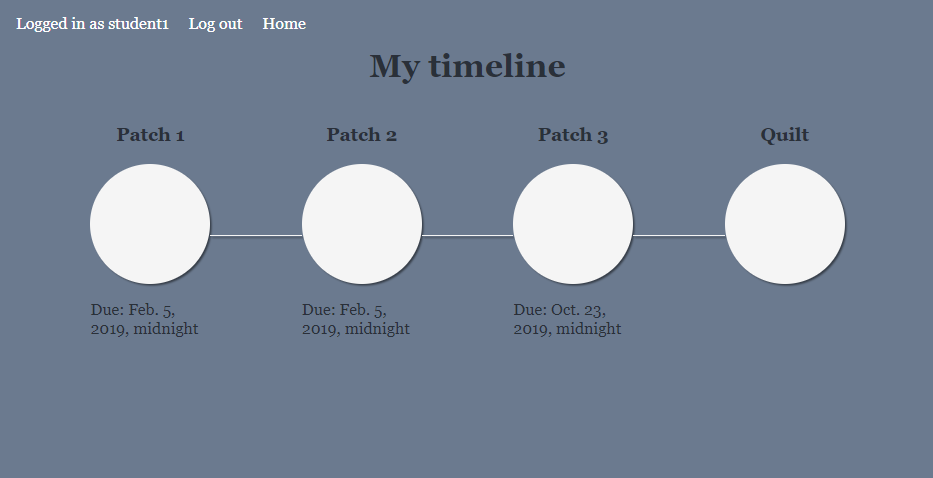 Logged in as student1 Log out Home
My timeline
Patch 1 Patch 2 Patch 3 Quilt
Due: Feb. 5, Due: Feb. 5, Due: Oct. 23,
2019, midnight 2019, midnight 2019, midnight